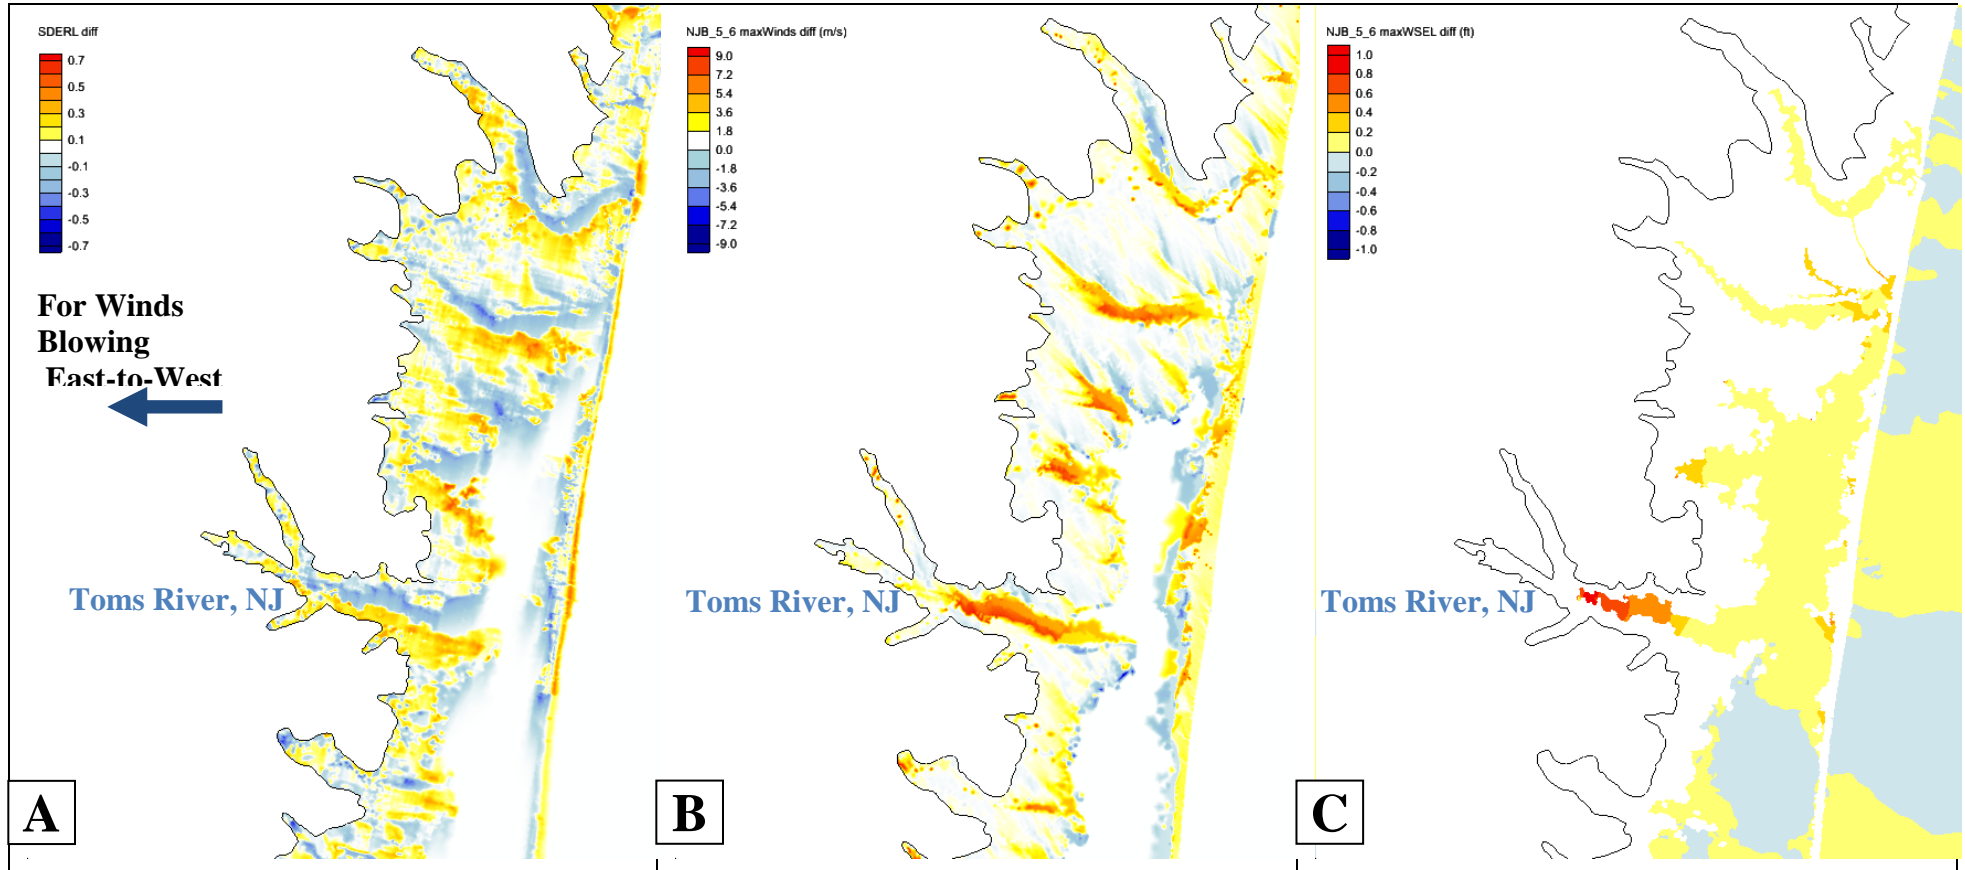 SDERL diff
0.7
0.5
0.3
0.1
-0.1
-0.3
-0.5
-0.7
For Winds
Blowing
East-to-West
Toms River, NJ
A
NJB_5_6 maxWinds diff (m/s)
9.0
7.2
5.4
3.6
1.8
0.0
-1.8
-3.6
-5.4
-7.2
-9.0
Toms River, NJ
B
NJB_5_6 maxWSEL diff (ft)
1.0
0.8
0.6
0.4
0.2
0.0
-0.2
-0.4
-0.6
-0.8
-1.0
Toms River, NJ
C